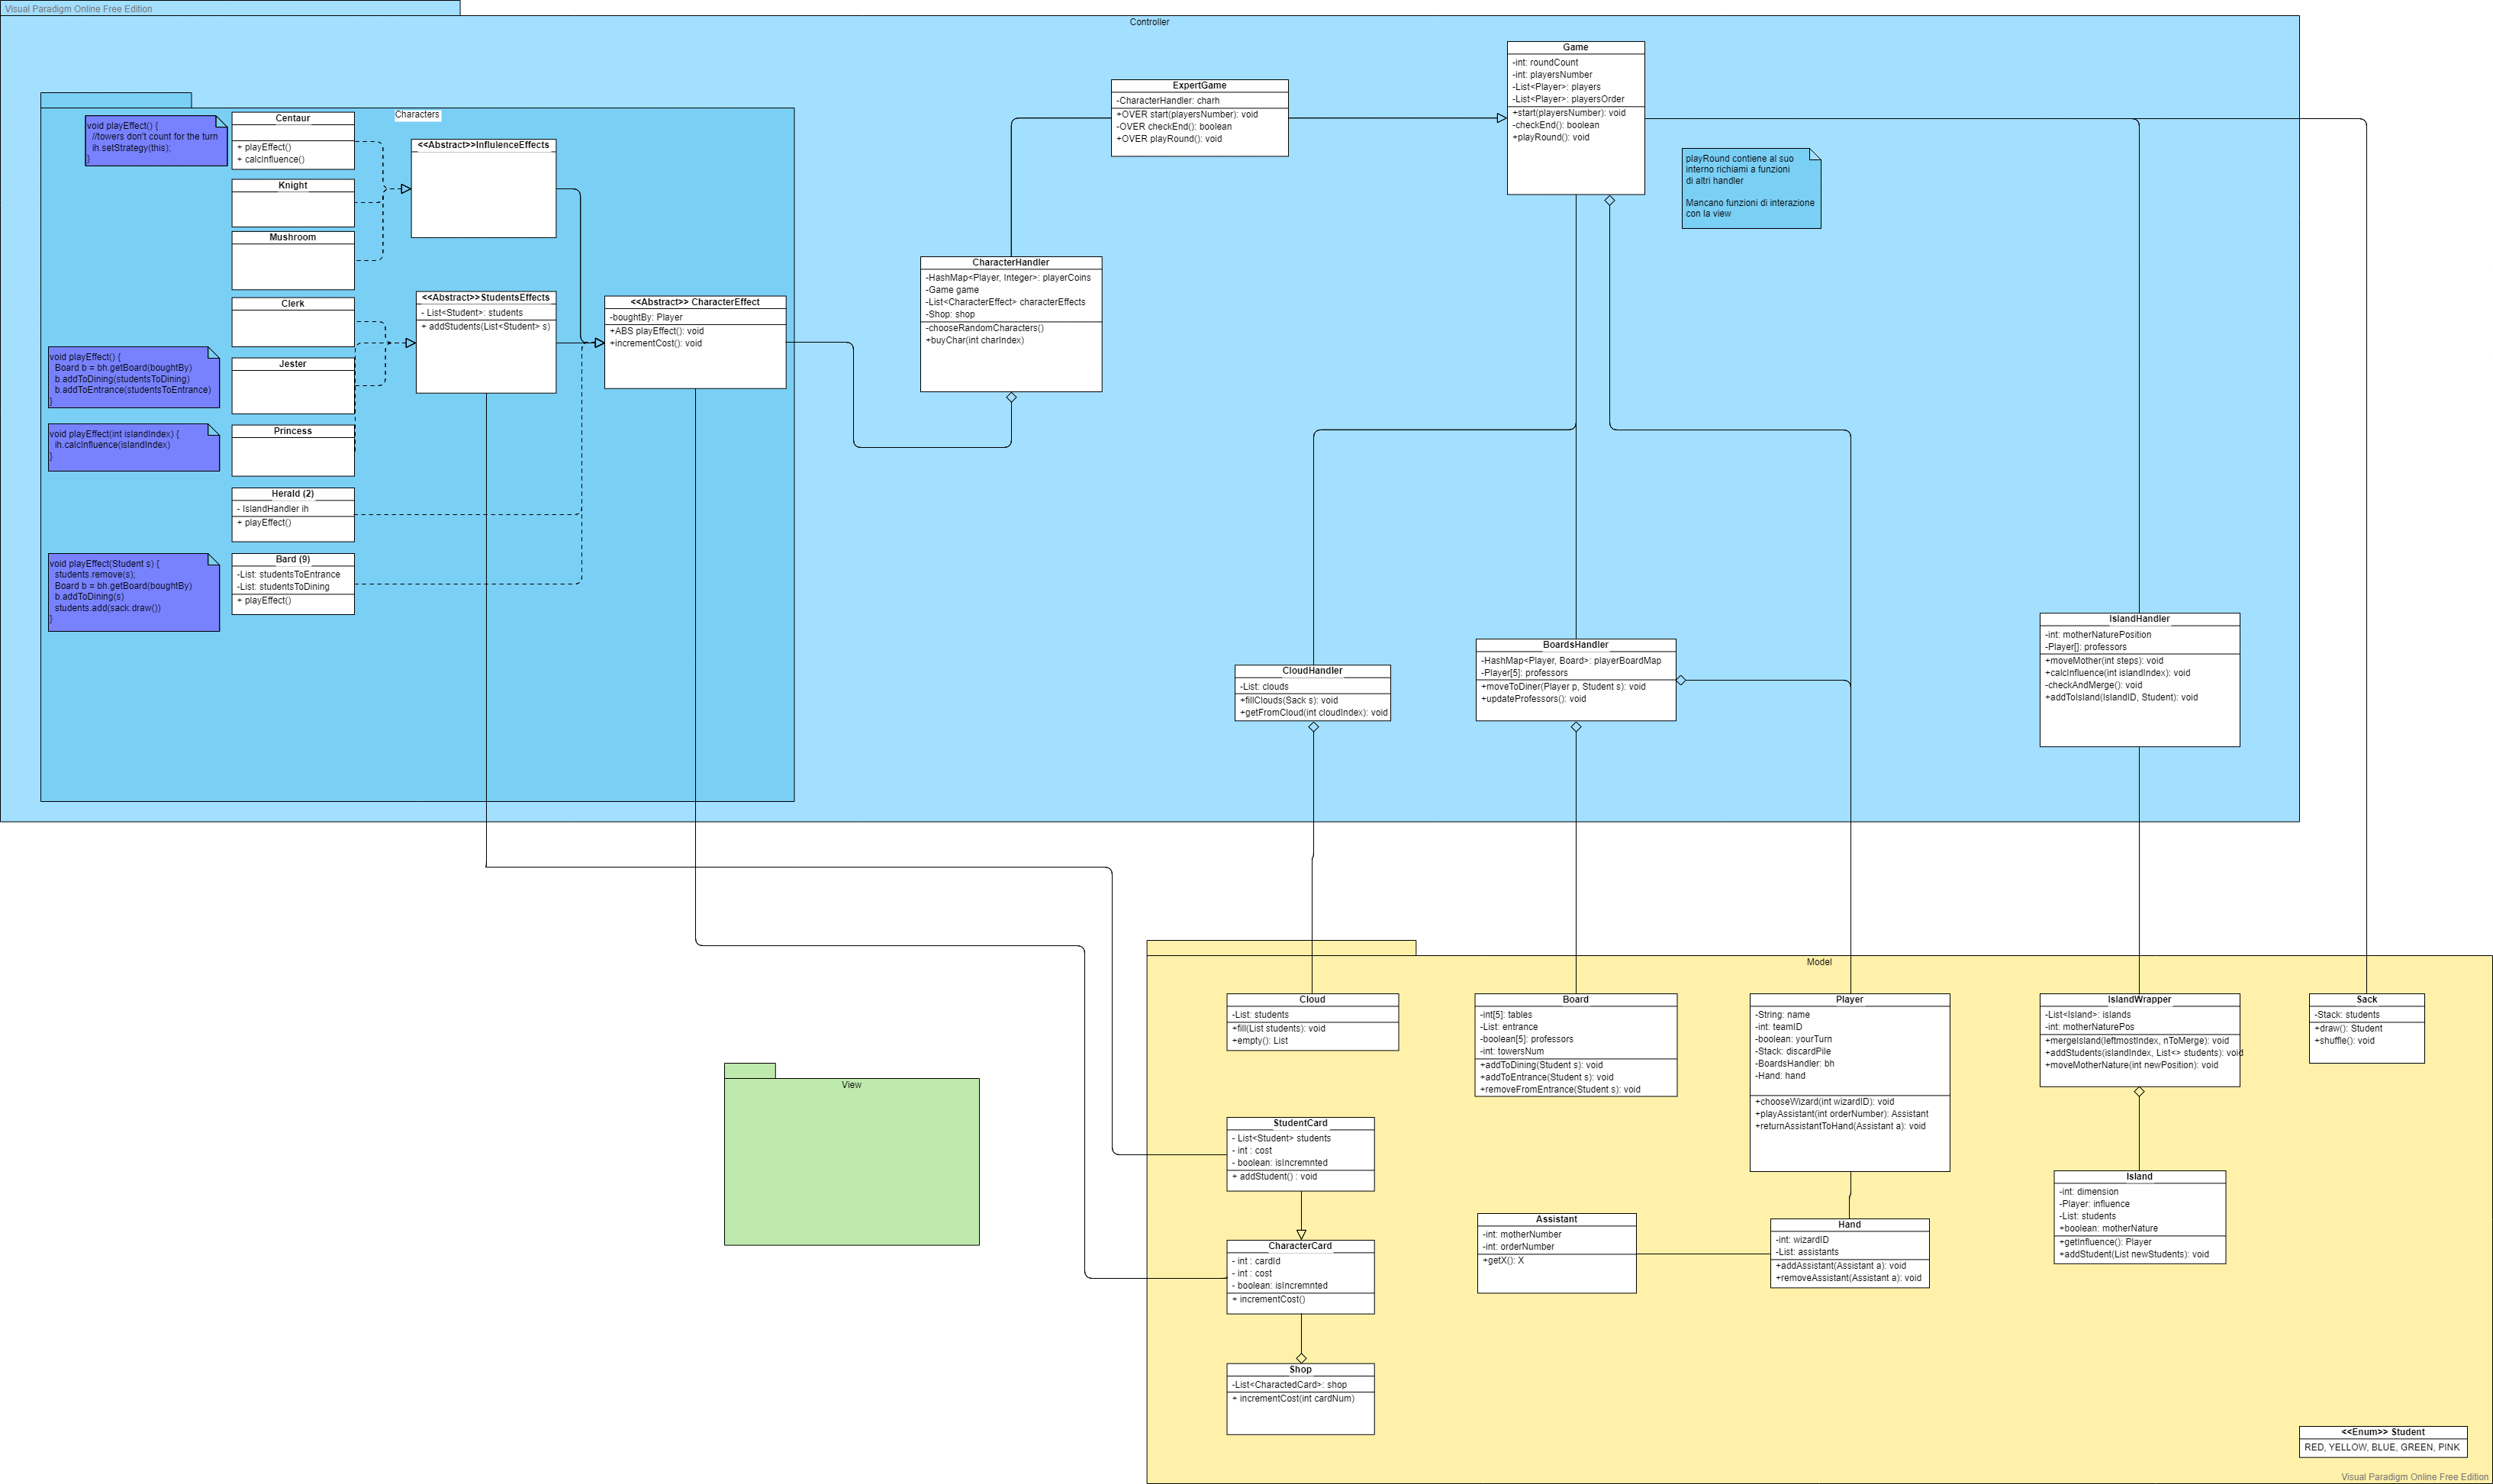 Visual Paradigm Online Free Edition
Controller
Characters
void playEffect() {
//towers don't count for the turn
ih.setStrategy(this);
}
Centaur
+ playEffect()
+ calcInfluence()
Knight
Mushroom
<<Abstract>>InflulenceEffects
Clerk
void playEffect() {
Board b = bh.getBoard(boughtBy)
b.addToDining(studentsToDining)
b.addToEntrance(studentsToEntrance)
}
Jester
void playEffect(int islandIndex) {
ih.calcInfluence(islandIndex)
}
Princess
Herald (2)
- IslandHandler ih
+ playEffect()
void playEffect(Student s) {
students.remove(s);
Board b = bh.getBoard(boughtBy)
b.addToDining(s)
students.add(sack.draw())
}
Bard (9)
-List: studentsToEntrance
-List: studentsToDining
+ playEffect()
<<Abstract>>StudentsEffects
- List<Student>: students
+ addStudents(List<Student> s)
<<Abstract>> CharacterEffect
-boughtBy: Player
+ABS playEffect(): void
+incrementCost(): void
CharacterHandler
-HashMap<Player, Integer>: playerCoins
-Game game
-List<CharacterEffect> characterEffects
-Shop: shop
-chooseRandomCharacters()
+buyChar(int charIndex)
ExpertGame
-CharacterHandler: charh
+OVER start(playersNumber): void
-OVER checkEnd(): boolean
+OVER playRound(): void
Game
-int: roundCount
-int: playersNumber
-List<Player>: players
-List<Player>: playersOrder
+start(playersNumber): void
-checkEnd(): boolean
+playRound(): void
playRound contiene al suo
interno richiami a funzioni
di altri handler
Mancano funzioni di interazione
con la view
CloudHandler
-List: clouds
+fillClouds(Sack s): void
+getFromCloud(int cloudIndex): void
BoardsHandler
-HashMap<Player, Board>: playerBoardMap
-Player[5]: professors
+moveToDiner(Player p, Student s): void
+updateProfessors(): void
IslandHandler
-int: motherNaturePosition
-Player[]: professors
+moveMother(int steps): void
+calcInfluence(int islandIndex): void
-checkAndMerge(): void
+addToIsland(IslandID, Student): void
View
Model
Cloud
-List: students
+fill(List students): void
+empty(): List
Board
-int[5]: tables
-List: entrance
-boolean[5]: professors
-int: towersNum
+addToDining(Student s): void
+addToEntrance(Student s): void
+removeFromEntrance(Student s): void
Player
-String: name
-int: teamID
-boolean: yourTurn
-Stack: discardPile
-BoardsHandler: bh
-Hand: hand
+chooseWizard(int wizardID): void
+playAssistant(int orderNumber): Assistant
+returnAssistantToHand(Assistant a): void
IslandWrapper
-List<Island>: islands
-int: motherNaturePos
+mergeIsland(leftmostIndex, nToMerge): void
+addStudents(islandIndex, List<> students): void
+moveMotherNature(int newPosition): void
Sack
-Stack: students
+draw(): Student
+shuffle(): void
StudentCard
- List<Student> students
- int : cost
- boolean: isIncremnted
+ addStudent() : void
CharacterCard
- int : cardId
- int : cost
- boolean: isIncremnted
+ incrementCost()
Shop
-List<CharactedCard>: shop
+ incrementCost(int cardNum)
Assistant
-int: motherNumber
-int: orderNumber
+getX(): X
Hand
-int: wizardID
-List: assistants
+addAssistant(Assistant a): void
+removeAssistant(Assistant a): void
Island
-int: dimension
-Player: influence
-List: students
+boolean: motherNature
+getInfluence(): Player
+addStudent(List newStudents): void
<<Enum>> Student
RED, YELLOW, BLUE, GREEN, PINK
Visual Paradigm Online Free Edition